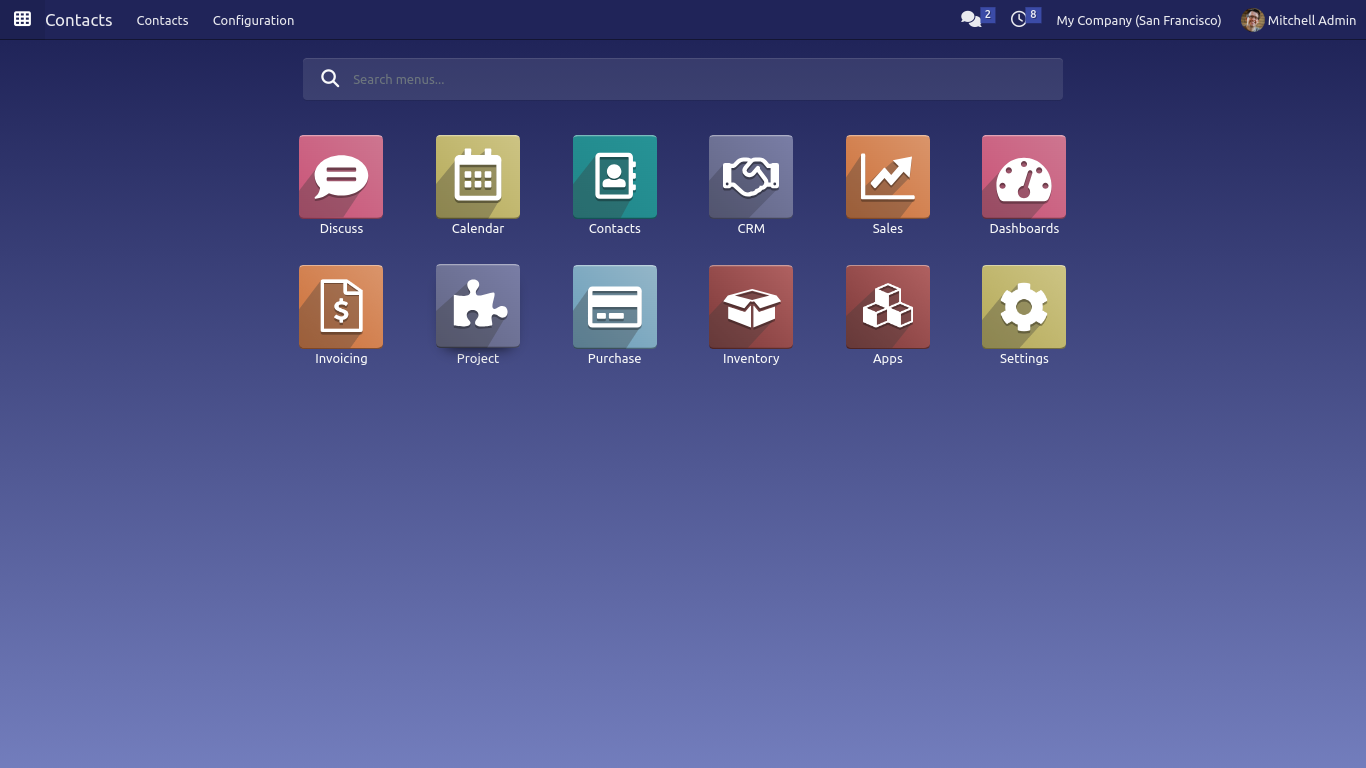 Contacts Contacts Configuration 2 8 My Company (San Francisco) Mitchell Admin
Search menus...
Discuss Calendar Contacts CRM Sales Dashboards
$
Invoicing Project Purchase Inventory Apps Settings